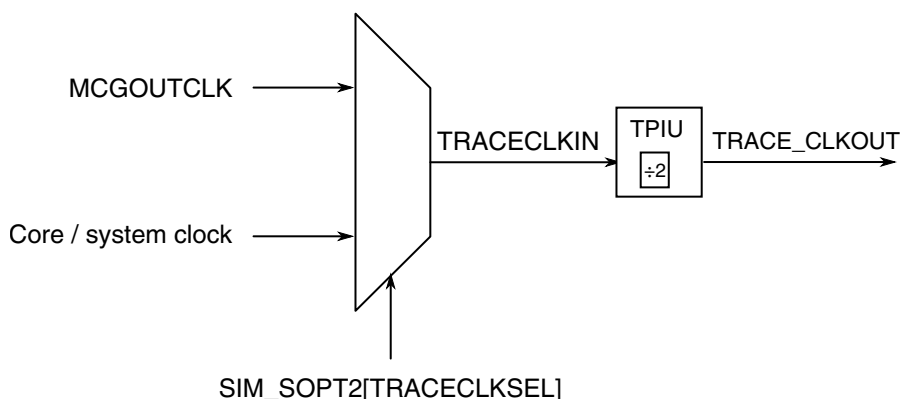 MCGOUTCLK
TRACECLKIN
TPIU
÷2
TRACE_CLKOUT
Core / system clock
SIM_SOPT2[TRACECLKSEL]